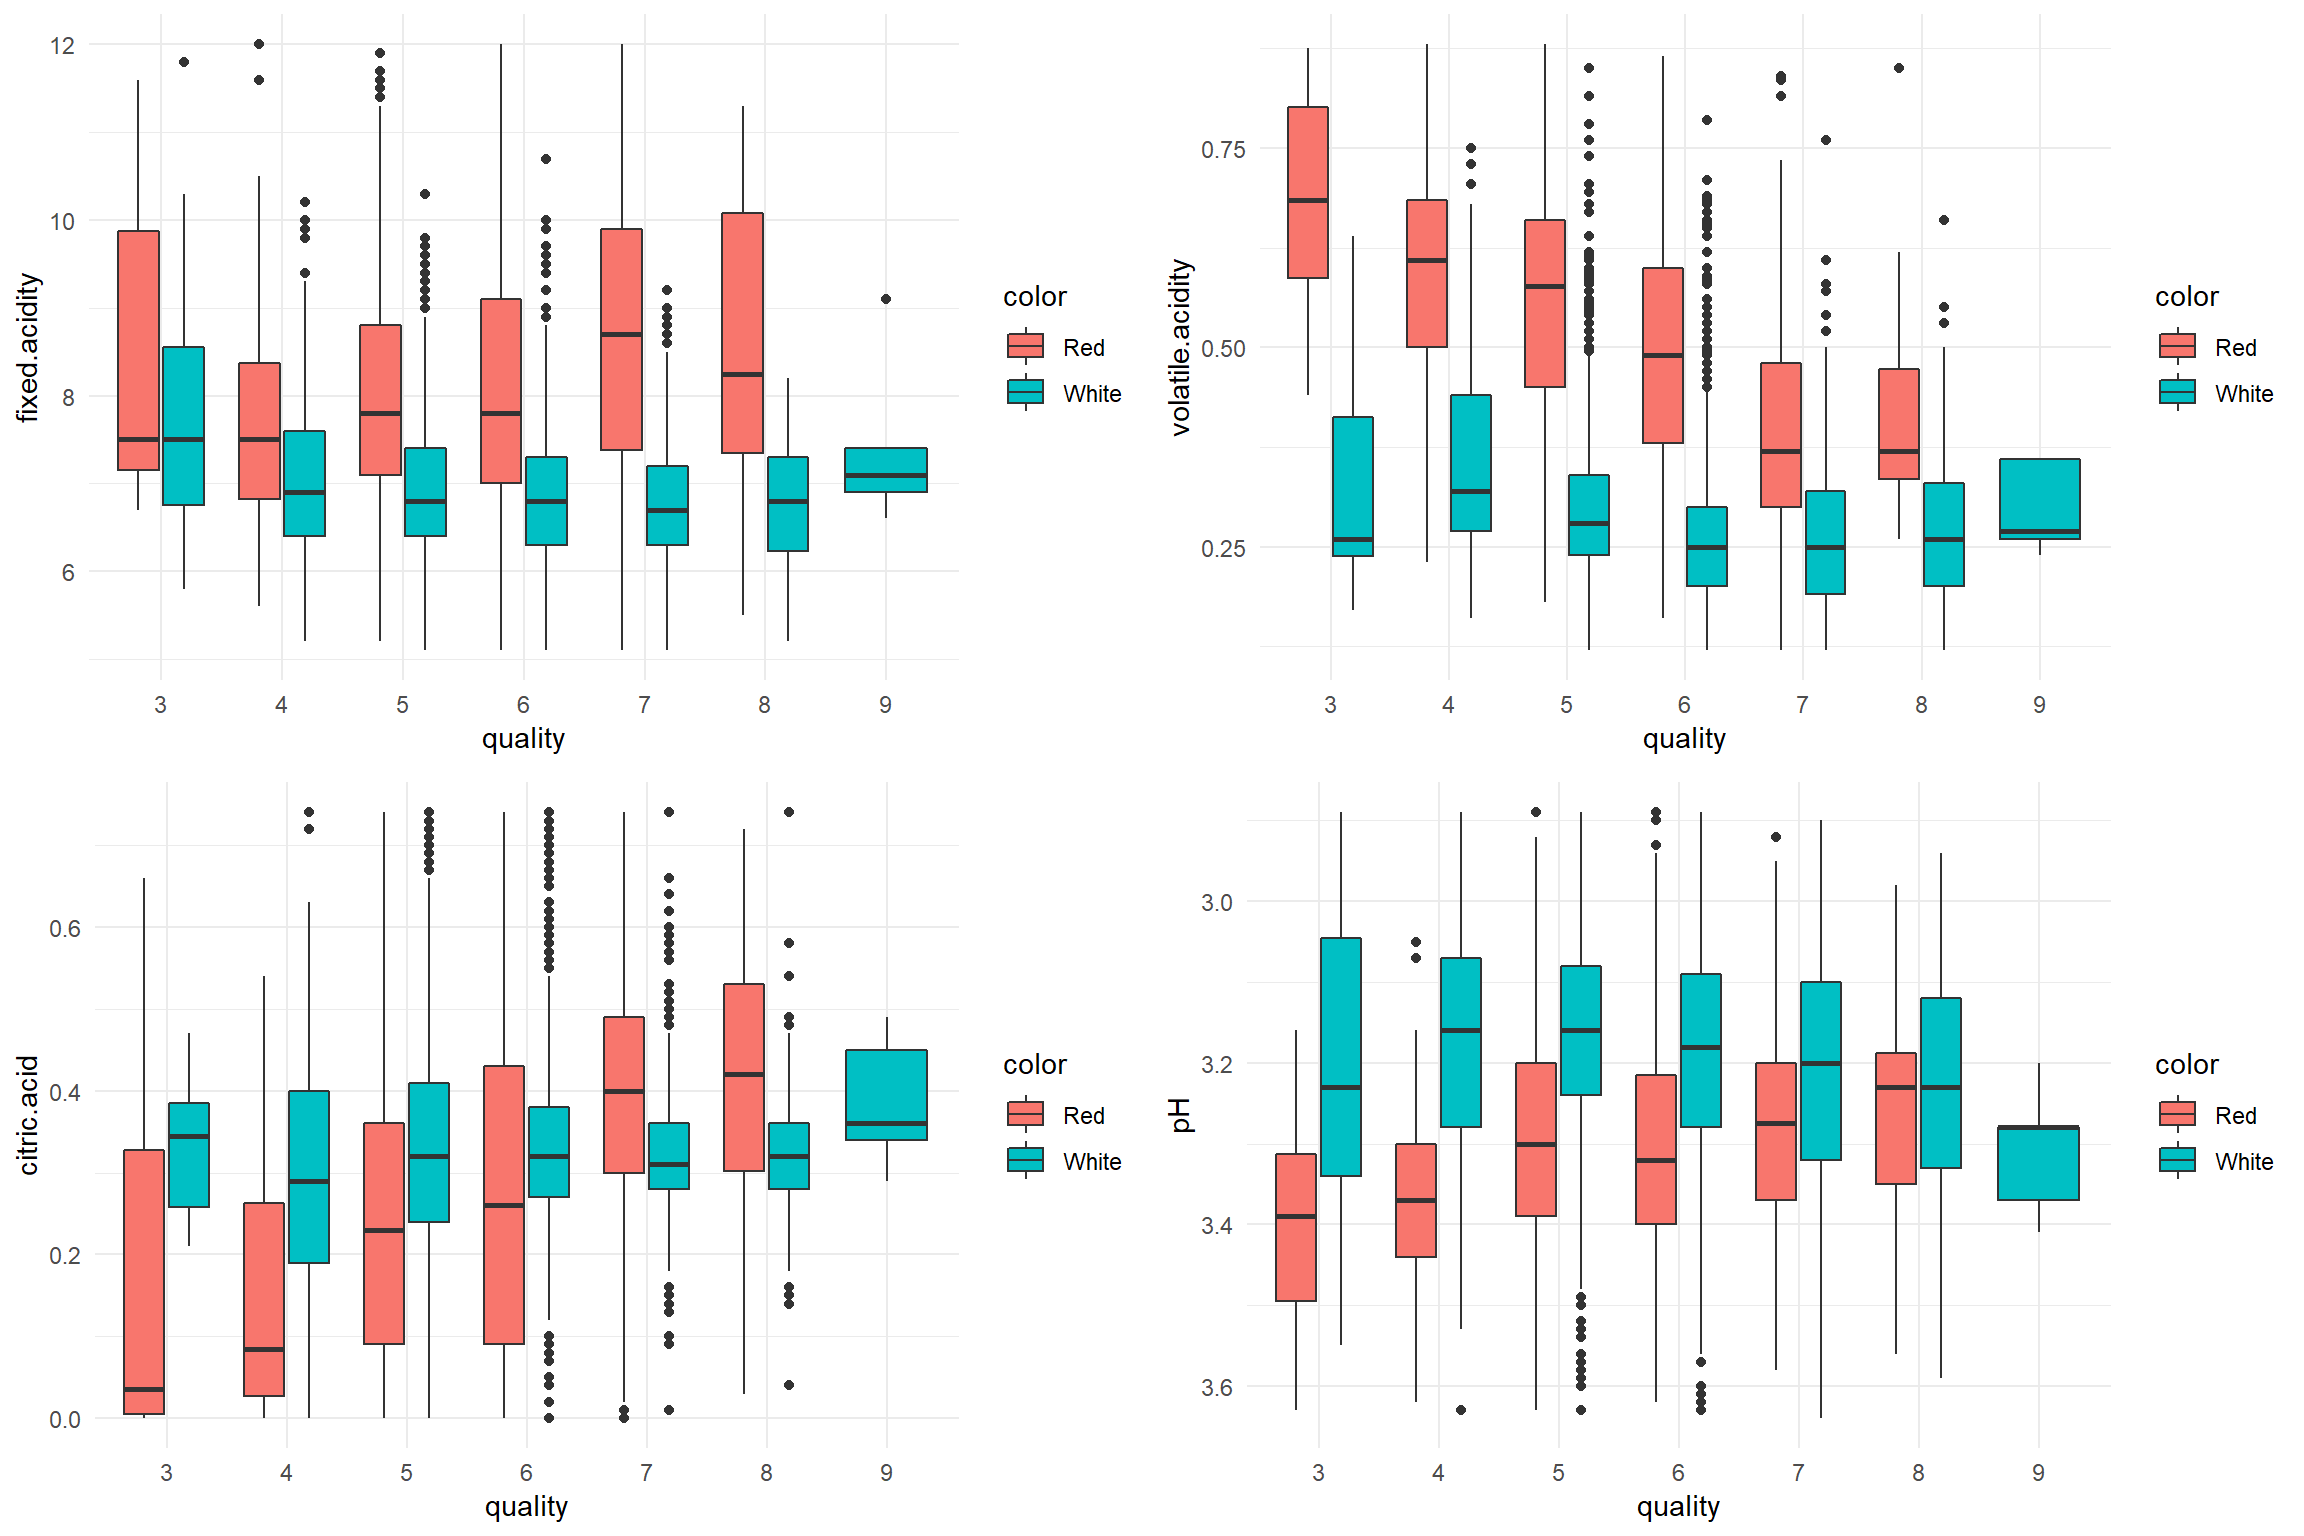 12
10
8
6
fixed.acidity
3 4 5 6 7 8 9
quality
color
Red
White
0.75
0.50
0.25
volatile.acidity
3 4 5 6 7 8 9
quality
color
Red
White
0.6
0.4
0.2
0.0
citric.acid
3 4 5 6 7 8 9
quality
color
Red
White
3.0
3.2
3.4
3.6
pH
3 4 5 6 7 8 9
quality
color
Red
White